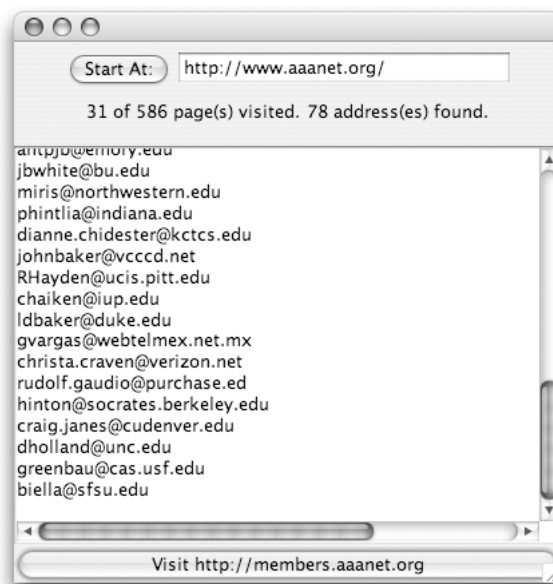 Start At: http://www.aaanet.org/
31 of 586 page(s) visited. 78 address(es) found.
antpjb@emory.edu
jbwhite@bu.edu
miris@northwestern.edu
phintlia@indiana.edu
dianne.chidester@kctcs.edu
johnbaker@vcccd.net
RHayden@ucis.pitt.edu
chaiken@iup.edu
ldbaker@duke.edu
gvargas@webtelmex.net.mx
christa.craven@verizon.net
rudolf.gaudio@purchase.ed
hinton@socrates.berkeley.edu
craig.janes@cudenver.edu
dholland@unc.edu
greenbau@cas.usf.edu
biella@sfsu.edu
Visit http://members.aaanet.org